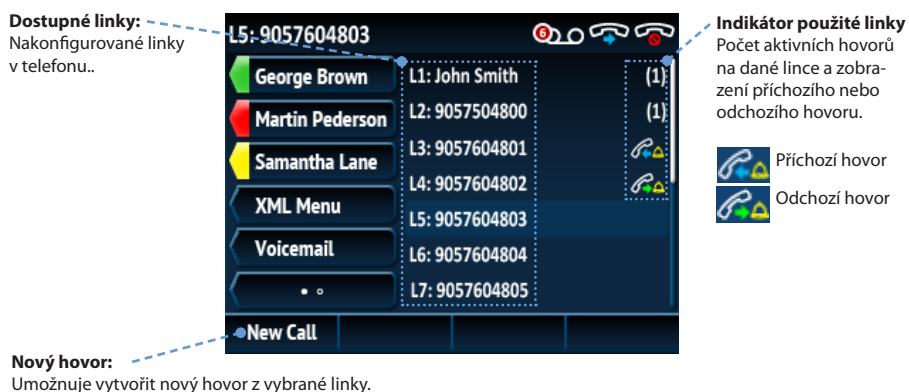 Dostupné linky:
Nakonfigurované linky
v telefonu..
L5: 9057604803
6
George Brown
Martin Pederson
Samantha Lane
XML Menu
Voicemail
L1: John Smith (1)
L2: 9057504800 (1)
L3: 9057604801
L4: 9057604802
L5: 9057604803
L6: 9057604804
L7: 9057604805
New Call
Indikátor použité linky
Počet aktivních hovorů
na dané lince a zobra-
zení příchozího nebo
odchozího hovoru.
Příchozí hovor
Odchozí hovor
Nový hovor:
Umožnuje vytvořit nový hovor z vybrané linky.